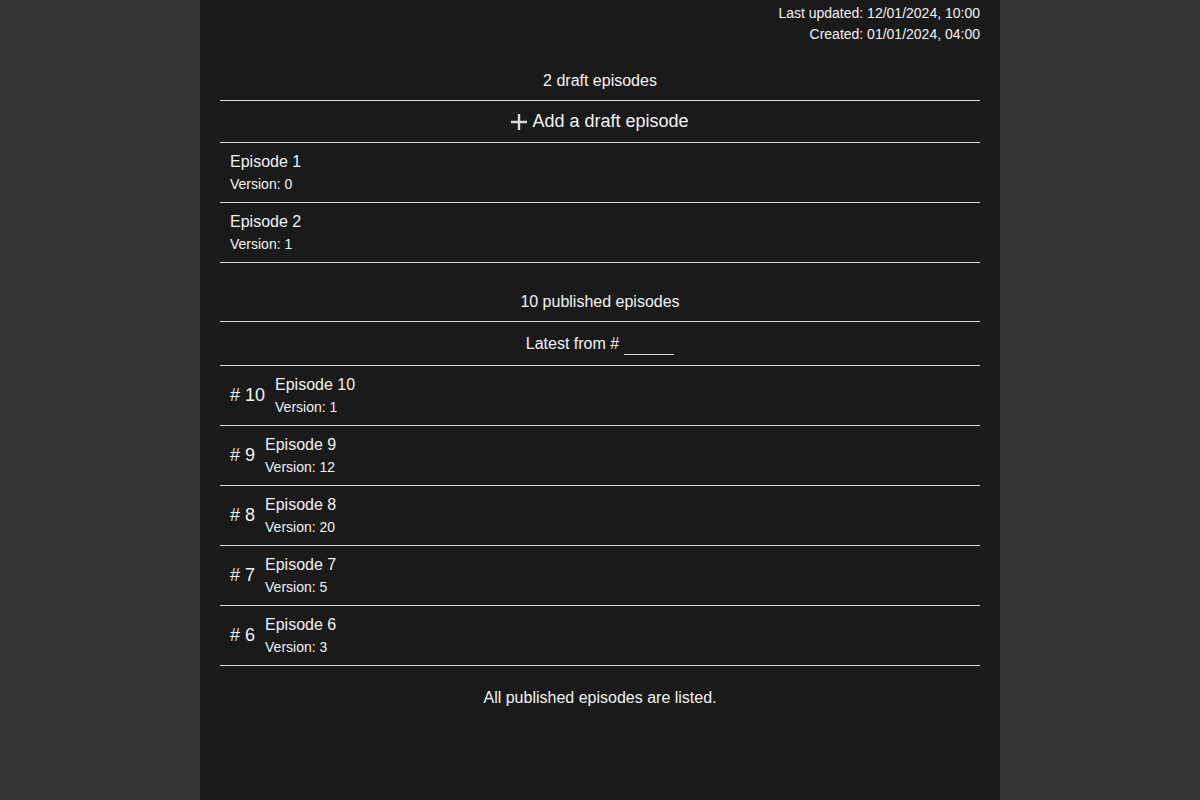 Last updated: 12/01/2024, 10:00
Created: 01/01/2024, 04:00
2 draft episodes
Add a draft episode
Episode 1
Version: 0
Episode 2
Version: 1
10 published episodes
Latest from #
# 10
Episode 10
Version: 1
# 9
Episode 9
Version: 12
# 8
Episode 8
Version: 20
# 7
Episode 7
Version: 5
# 6
Episode 6
Version: 3
All published episodes are listed.